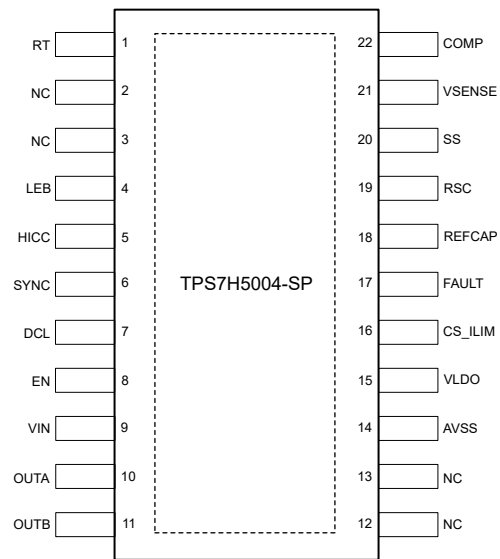 RT 1 22 COMP
NC 2 21 VSENSE
NC 3 20 SS
LEB 4 19 RSC
HICC 5 18 REFCAP
SYNC 6 TPS7H5004-SP 17 FAULT
DCL 7 16 CS_ILIM
EN 8 15 VLDO
VIN 9 14 AVSS
OUTA 10 13 NC
OUTB 11 12 NC